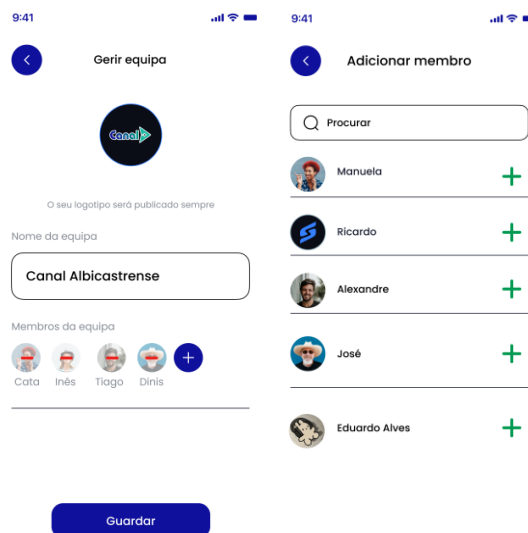 9:41
Gerir equipa
Canal
O seu logotipo será publicado sempre
Nome da equipa
Canal Albicastrense
Membros da equipa
Cata Inês Tiago Dinis
Guardar
9:41
Adicionar membro
Procurar
Manuela
Ricardo
Alexandre
José
Eduardo Alves